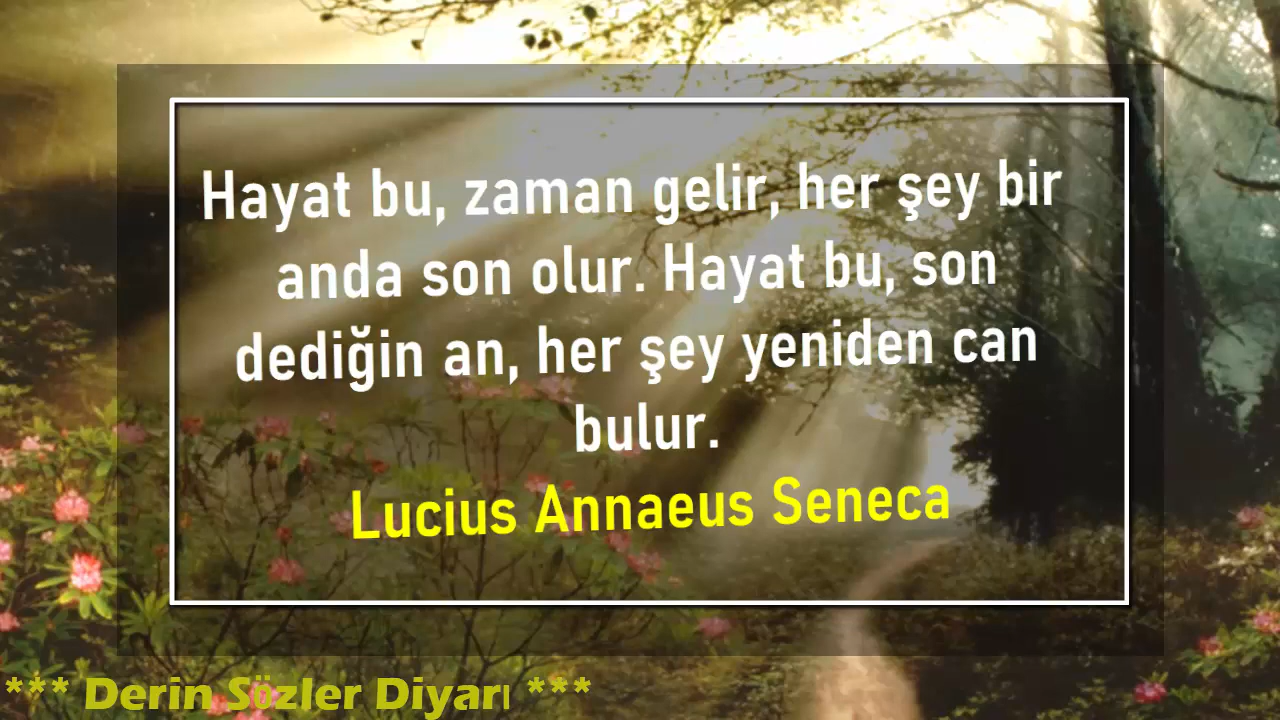 Hayat bu, zaman gelir, her şey bir
anda son olur. Hayat bu, son
dediğin an, her şey yeniden can
bulur.
Lucius Annaeus Seneca
*** Derin Sözler Diyarı ***